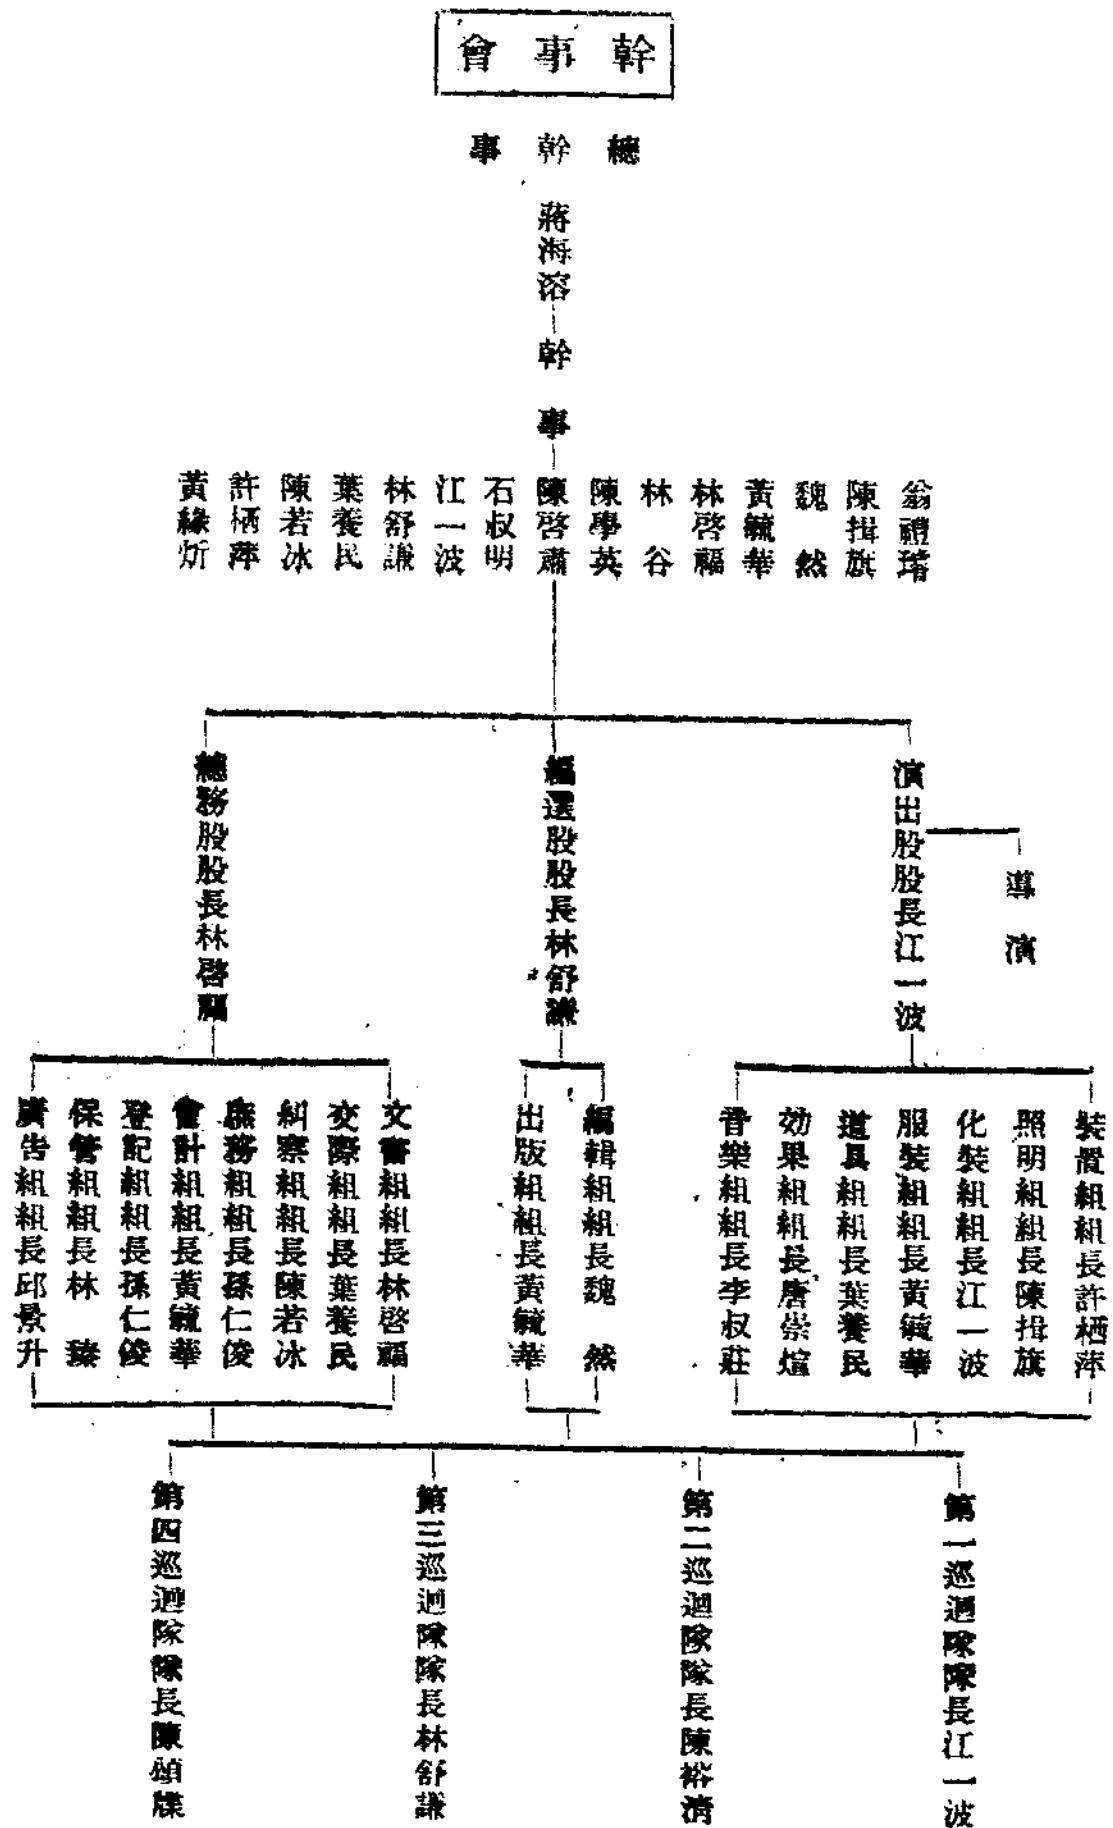 幹事會
總幹事
蔣海溶
幹事
翁禮瑃
陳揖旗
魏然
黃毓華
林啓福
林谷
陳學英
陳啓肅
石叔明
江一波
林舒謙
葉養民
陳若冰
許栖萍
黃綠炘
演出股股長江一波
導演
編選股股長林舒謙
總務股股長林啓福
裝置組組長許栖萍
照明組組長陳揖旗
化裝組組長江一波
服裝組組長黃毓華
道具組組長葉養民
効果組組長唐崇煊
音樂組組長李叔莊
編輯組組長魏然
出版組組長黃毓華
文書組組長林啓福
交際組組長葉養民
糾察組組長陳若冰
庶務組組長孫仁俊
會計組組長黃毓華
登記組組長孫仁俊
保管組組長林臻
廣告組組長邱景升
第一巡迴隊隊長江一波
第二巡迴隊隊長陳裕清
第三巡迴隊隊長林舒謙
第四巡迴隊隊長陳頌